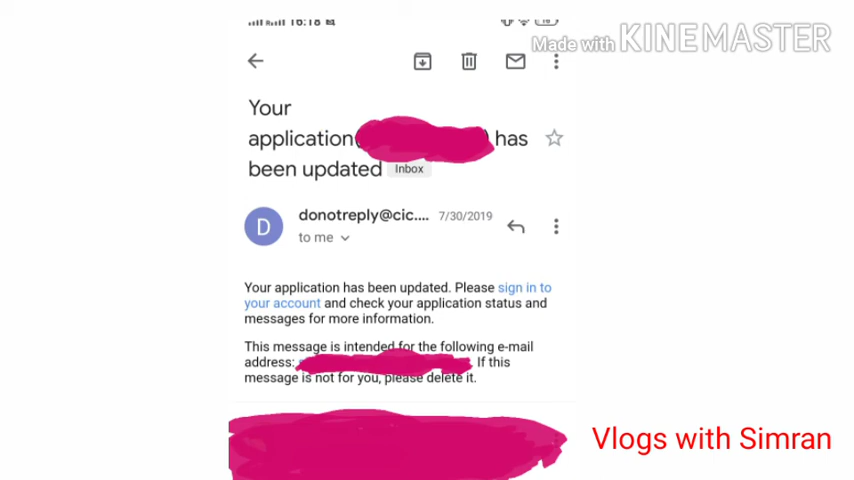 16:18
Made with KINEMASTER
Your
application( ) has
been updated Inbox
D
donotreply@cic.... 7/30/2019
to me
Your application has been updated. Please sign in to
your account and check your application status and
messages for more information.
This message is intended for the following e-mail
address: . If this
message is not for you, please delete it.
Vlogs with Simran